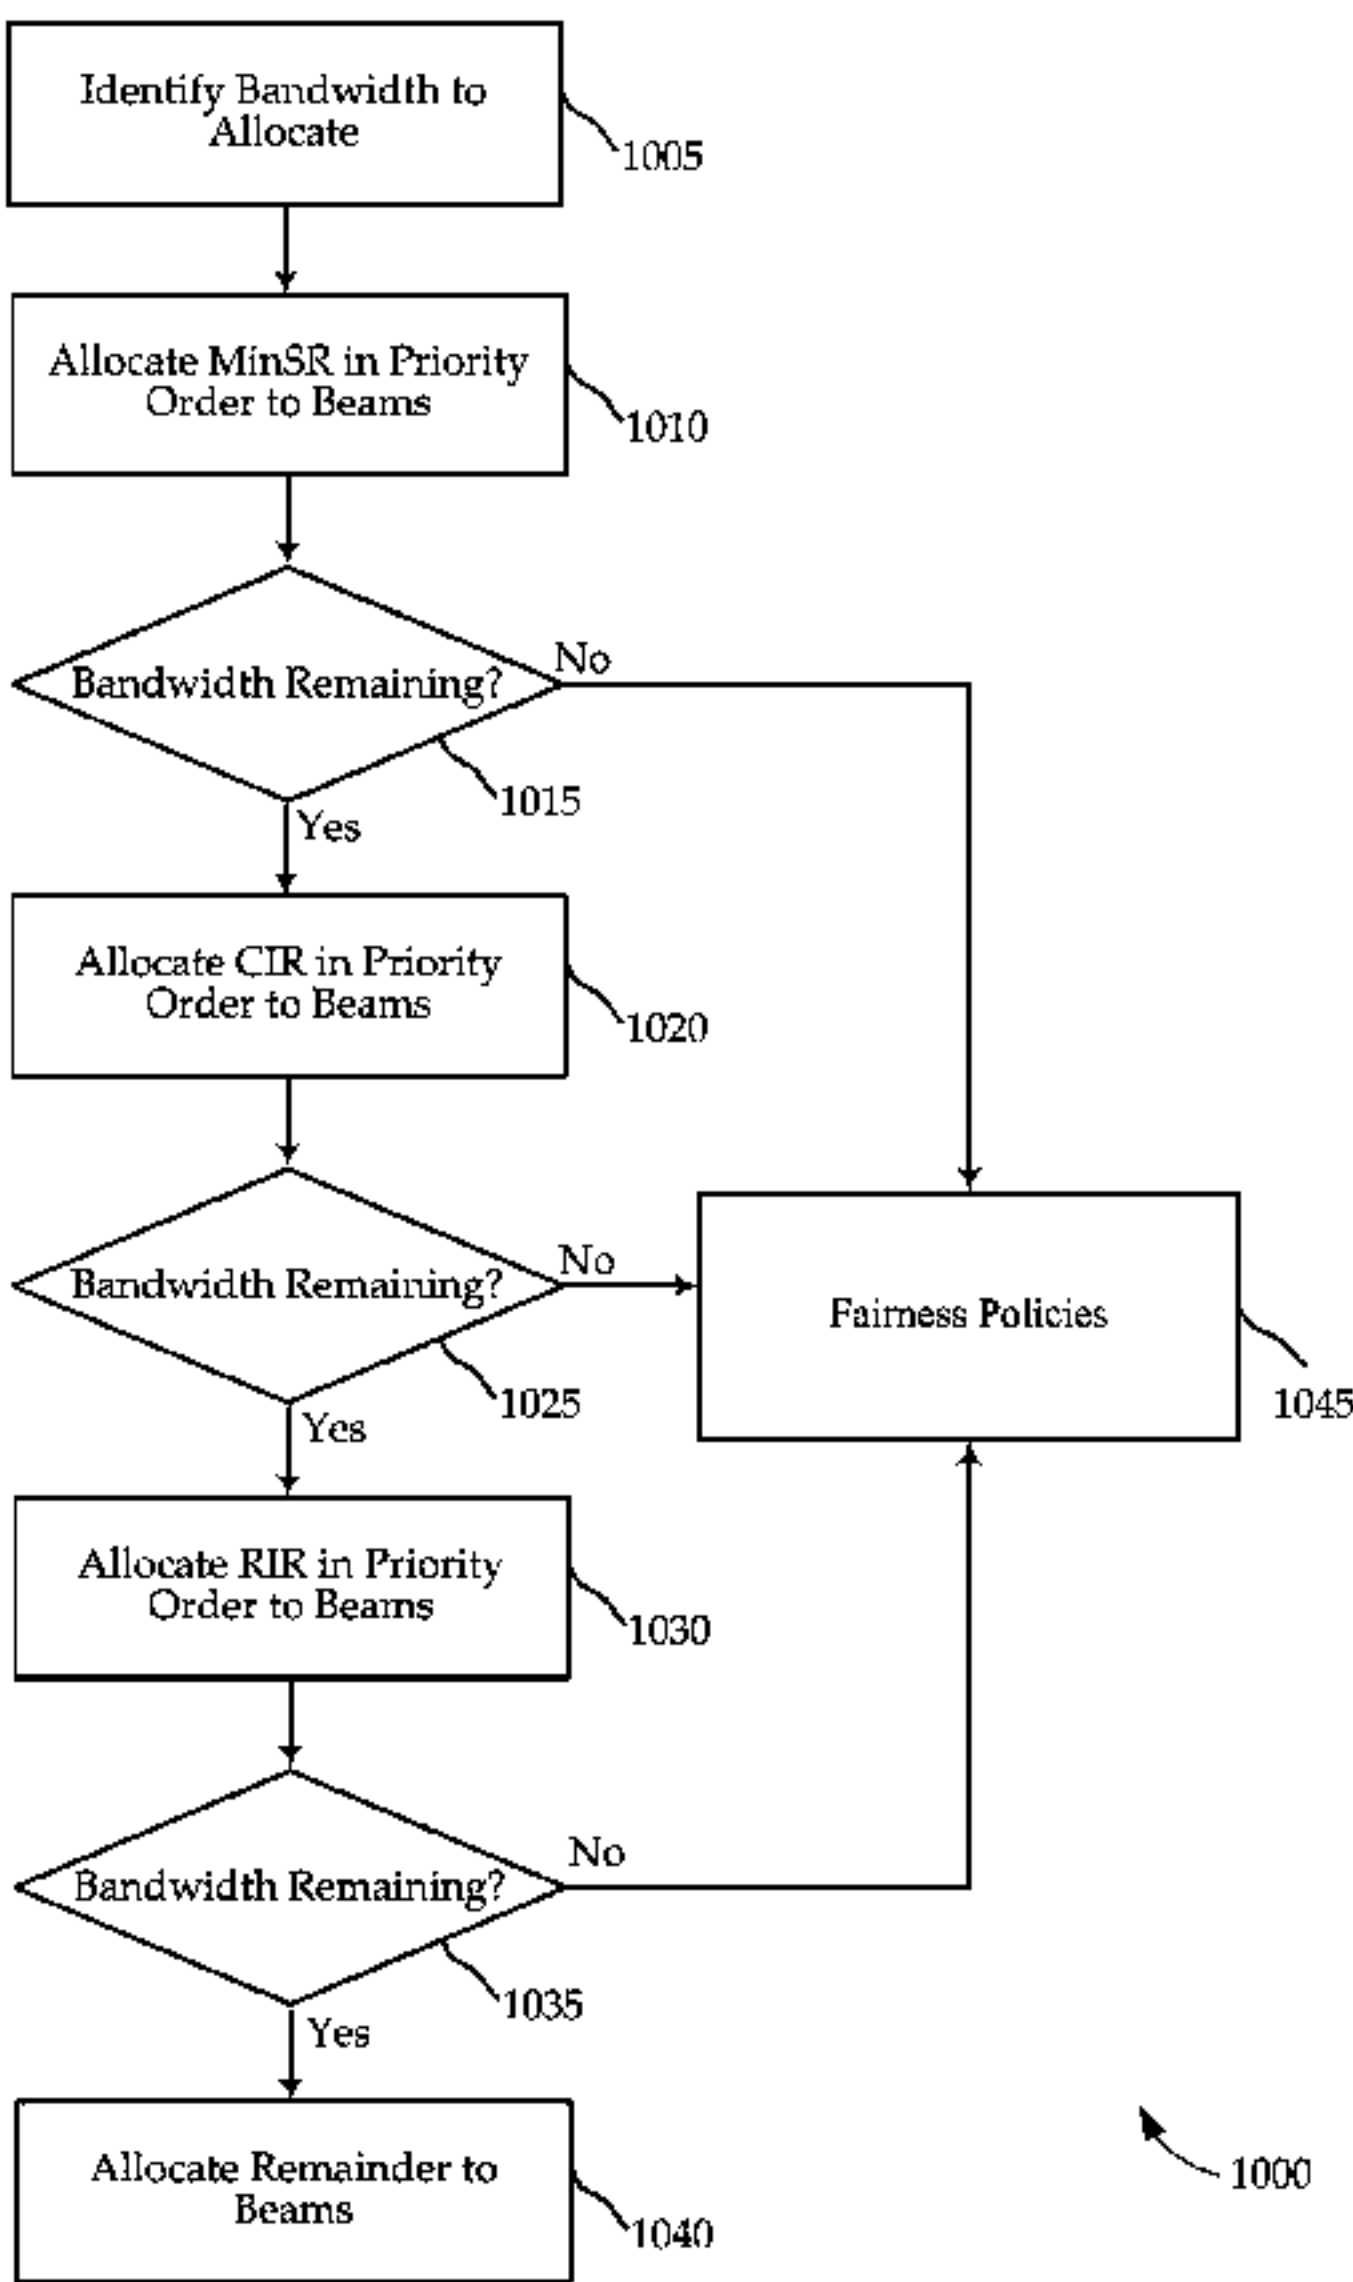 Identify Bandwidth to
Allocate
1005
Allocate MinSR in Priority
Order to Beams
1010
Bandwidth Remaining?
No
1015
Yes
Allocate CIR in Priority
Order to Beams
1020
Bandwidth Remaining?
No
1025
Yes
Fairness Policies
1045
Allocate RIR in Priority
Order to Beams
1030
Bandwidth Remaining?
No
1035
Yes
Allocate Remainder to
Beams
1040
1000